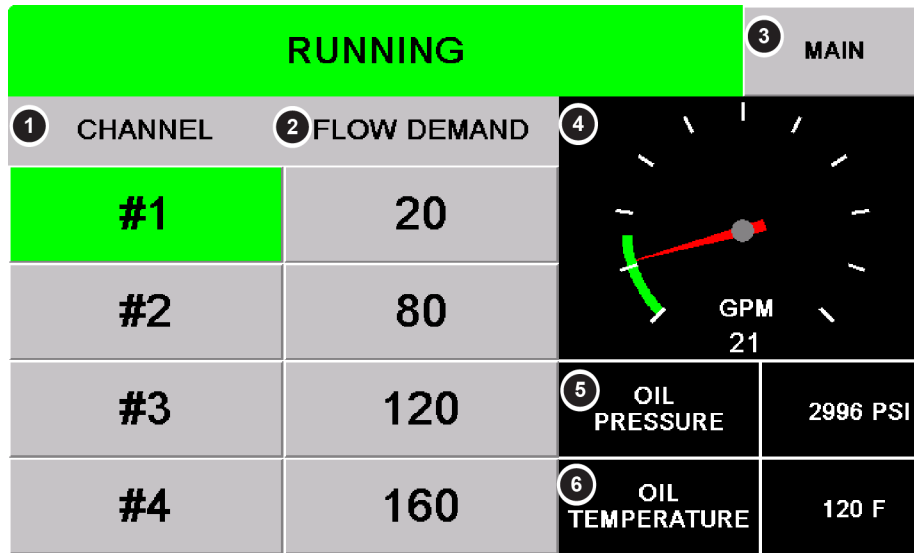 RUNNING
3 MAIN
1 CHANNEL
2 FLOW DEMAND
4
#1
20
#2
80
GPM
21
#3
120
5 OIL
PRESSURE
2996 PSI
#4
160
6 OIL
TEMPERATURE
120 F